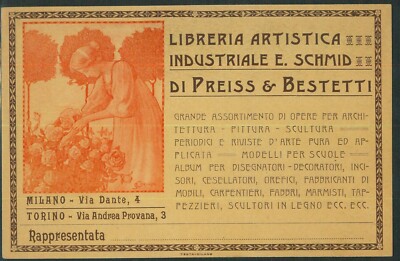 LIBRERIA ARTISTICA
INDUSTRIALE E. SCHMID
DI PREISS & BESTETTI
GRANDE ASSORTIMENTO DI OPERE PER ARCHI-
TETTURA - PITTURA - SCULTURA
PERIODICI E RIVISTE D'ARTE PURA ED AP-
PLICATA — MODELLI PER SCUOLE
ALBUM PER DISEGNATORI - DECORATORI, INCI-
SORI, CESELLATORI, OREFICI, FABBRICANTI DI
MOBILI, CARPENTIERI, FABBRI, MARMISTI, TAP-
PEZZIERI, SCULTORI IN LEGNO ECC. ECC.
MILANO - Via Dante, 4
TORINO - Via Andrea Provana, 3
Rappresentata